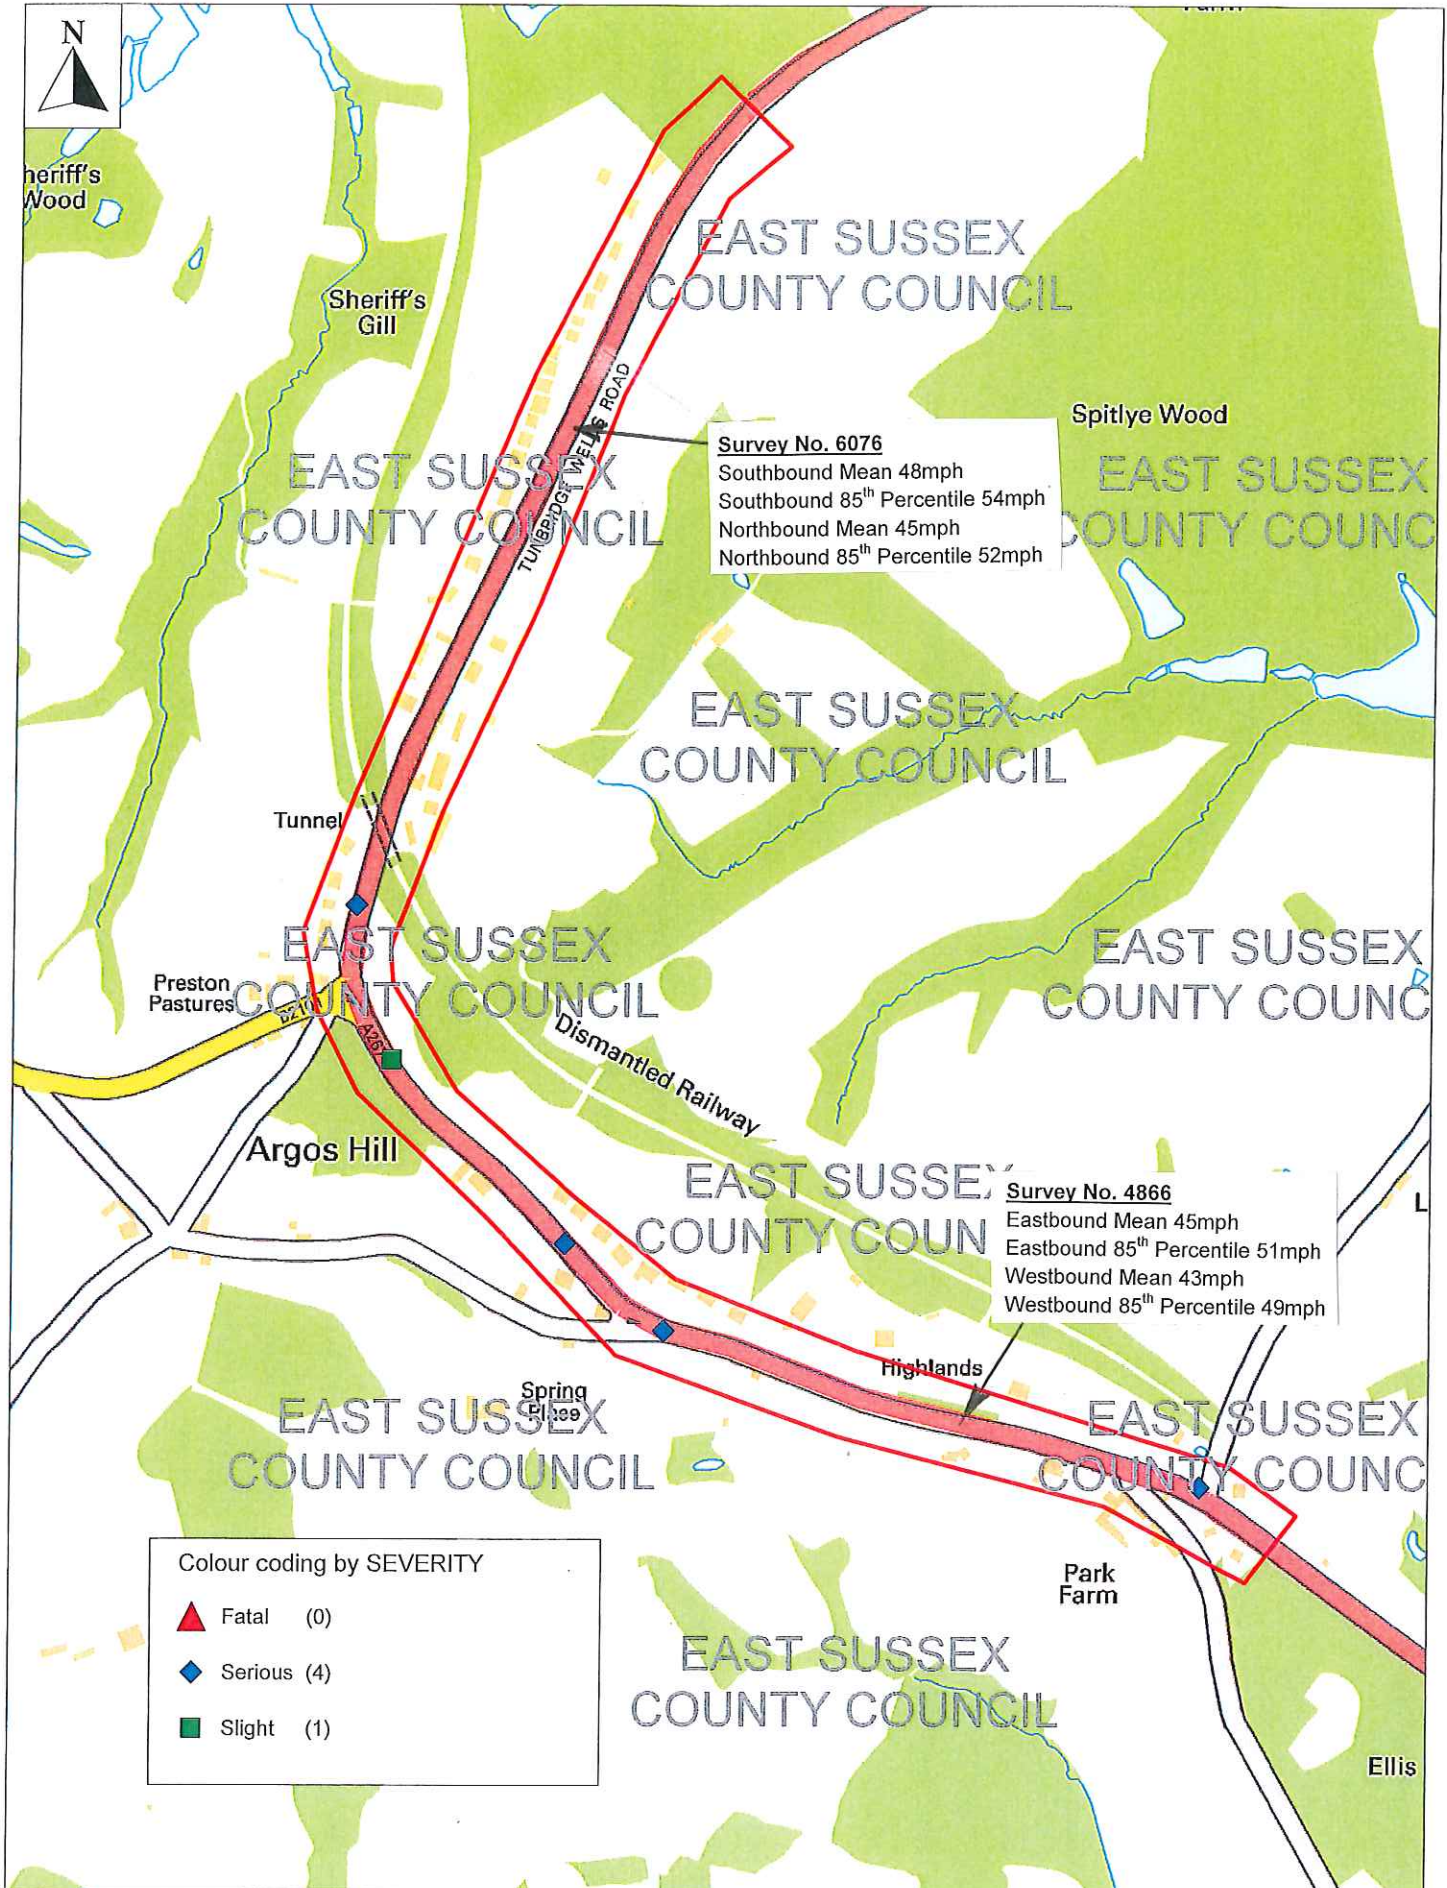 N
Farm
heriff's
Wood
EAST SUSSEX
COUNTY COUNCIL
Sheriff's
Gill
TUNBRIDGE WELLS ROAD
Spitlye Wood
Survey No. 6076
Southbound Mean 48mph
Southbound 85th Percentile 54mph
Northbound Mean 45mph
Northbound 85th Percentile 52mph
EAST SUSSEX
COUNTY COUNCIL
EAST SUSSEX
COUNTY COUNC
EAST SUSSEX
COUNTY COUNCIL
Tunnel
EAST SUSSEX
COUNTY COUNCIL
EAST SUSSEX
COUNTY COUNC
Preston
Pastures
A267
Dismantled Railway
Argos Hill
EAST SUSSEX
COUNTY COUN
Survey No. 4866
Eastbound Mean 45mph
Eastbound 85th Percentile 51mph
Westbound Mean 43mph
Westbound 85th Percentile 49mph
L
Highlands
Spring
Place
EAST SUSSEX
COUNTY COUNCIL
EAST SUSSEX
COUNTY COUNC
Colour coding by SEVERITY
Fatal (0)
Serious (4)
Slight (1)
Park
Farm
EAST SUSSEX
COUNTY COUNCIL
Ellis